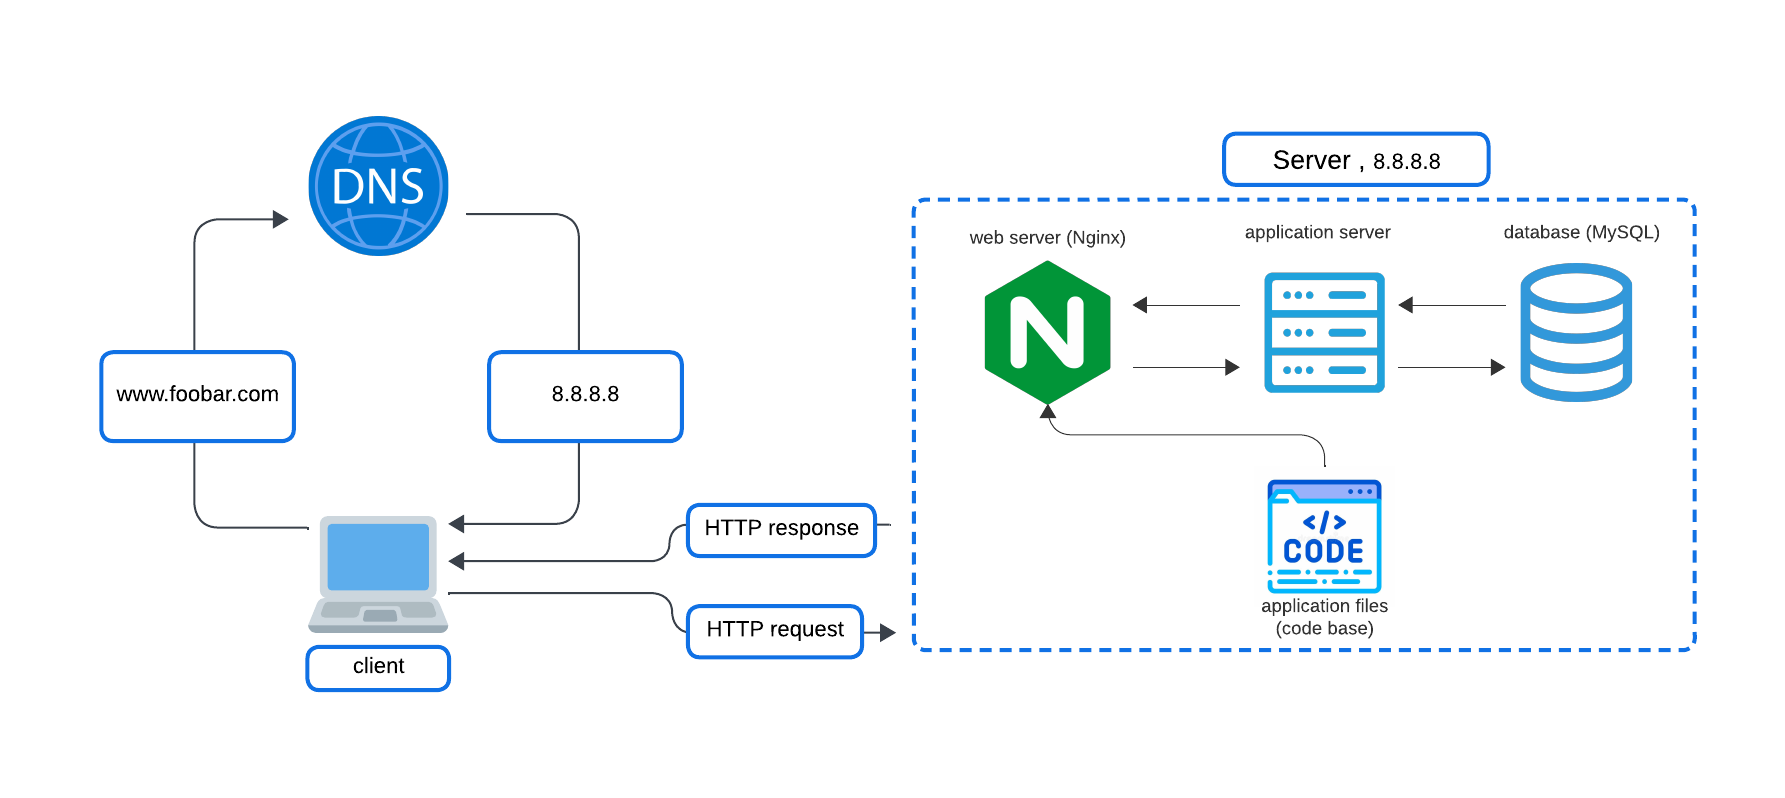 DNS
www.foobar.com
8.8.8.8
client
HTTP response
HTTP request
Server , 8.8.8.8
web server (Nginx)
application server
database (MySQL)
N
</>
CODE
application files
(code base)